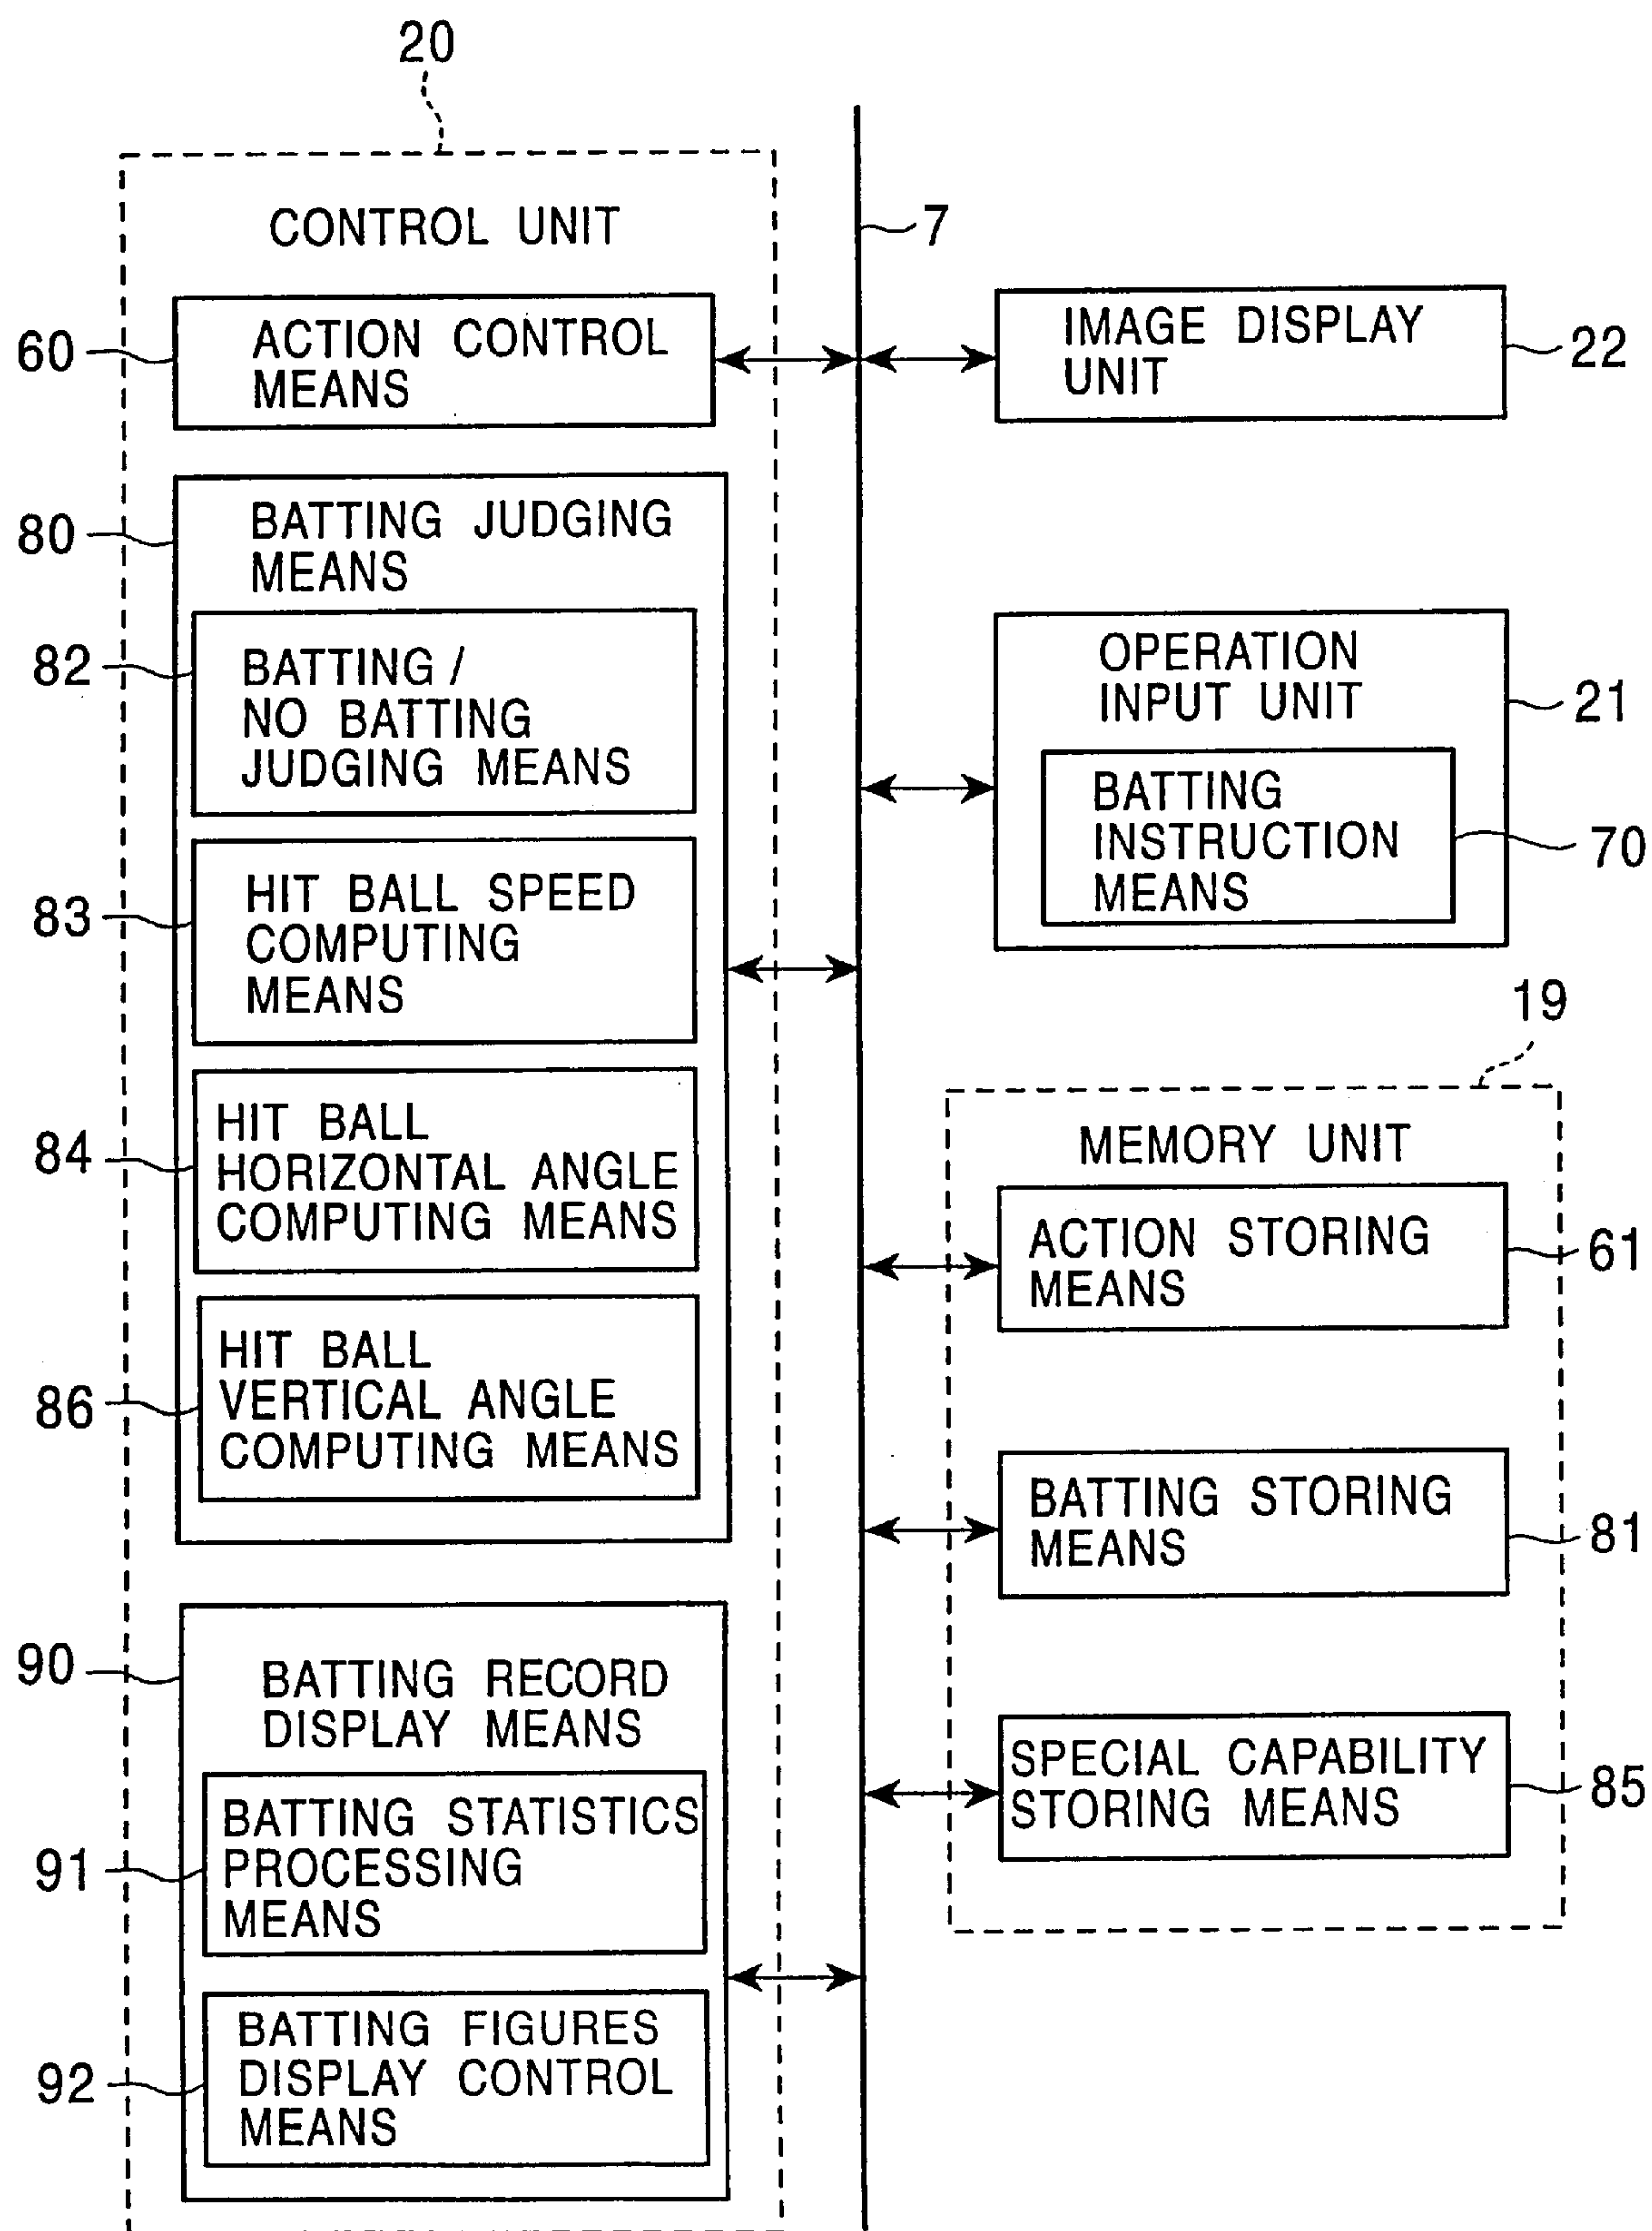 20
CONTROL UNIT
7
60
ACTION CONTROL
MEANS
IMAGE DISPLAY
UNIT
22
80
BATTING JUDGING
MEANS
82
BATTING /
NO BATTING
JUDGING MEANS
OPERATION
INPUT UNIT
21
BATTING
INSTRUCTION
MEANS
70
83
HIT BALL SPEED
COMPUTING
MEANS
19
84
HIT BALL
HORIZONTAL ANGLE
COMPUTING MEANS
MEMORY UNIT
ACTION STORING
MEANS
61
86
HIT BALL
VERTICAL ANGLE
COMPUTING MEANS
BATTING STORING
MEANS
81
90
BATTING RECORD
DISPLAY MEANS
SPECIAL CAPABILITY
STORING MEANS
85
91
BATTING STATISTICS
PROCESSING
MEANS
92
BATTING FIGURES
DISPLAY CONTROL
MEANS